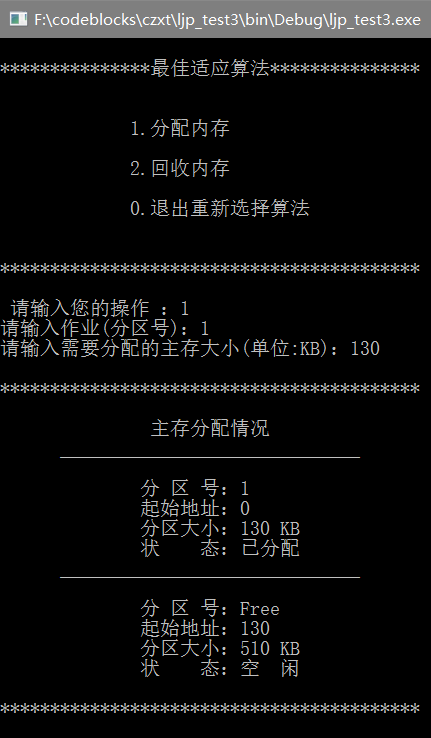 F:\codeblocks\czxt\ljp_test3\bin\Debug\ljp_test3.exe
***************最佳适应算法***************
1.分配内存
2.回收内存
0.退出重新选择算法
******************************************
请输入您的操作 ：1
请输入作业(分区号)：1
请输入需要分配的主存大小(单位:KB)：130
******************************************
主存分配情况
______________________________
分 区 号：1
起始地址：0
分区大小：130 KB
状    态：已分配
______________________________
分 区 号：Free
起始地址：130
分区大小：510 KB
状    态：空  闲
******************************************